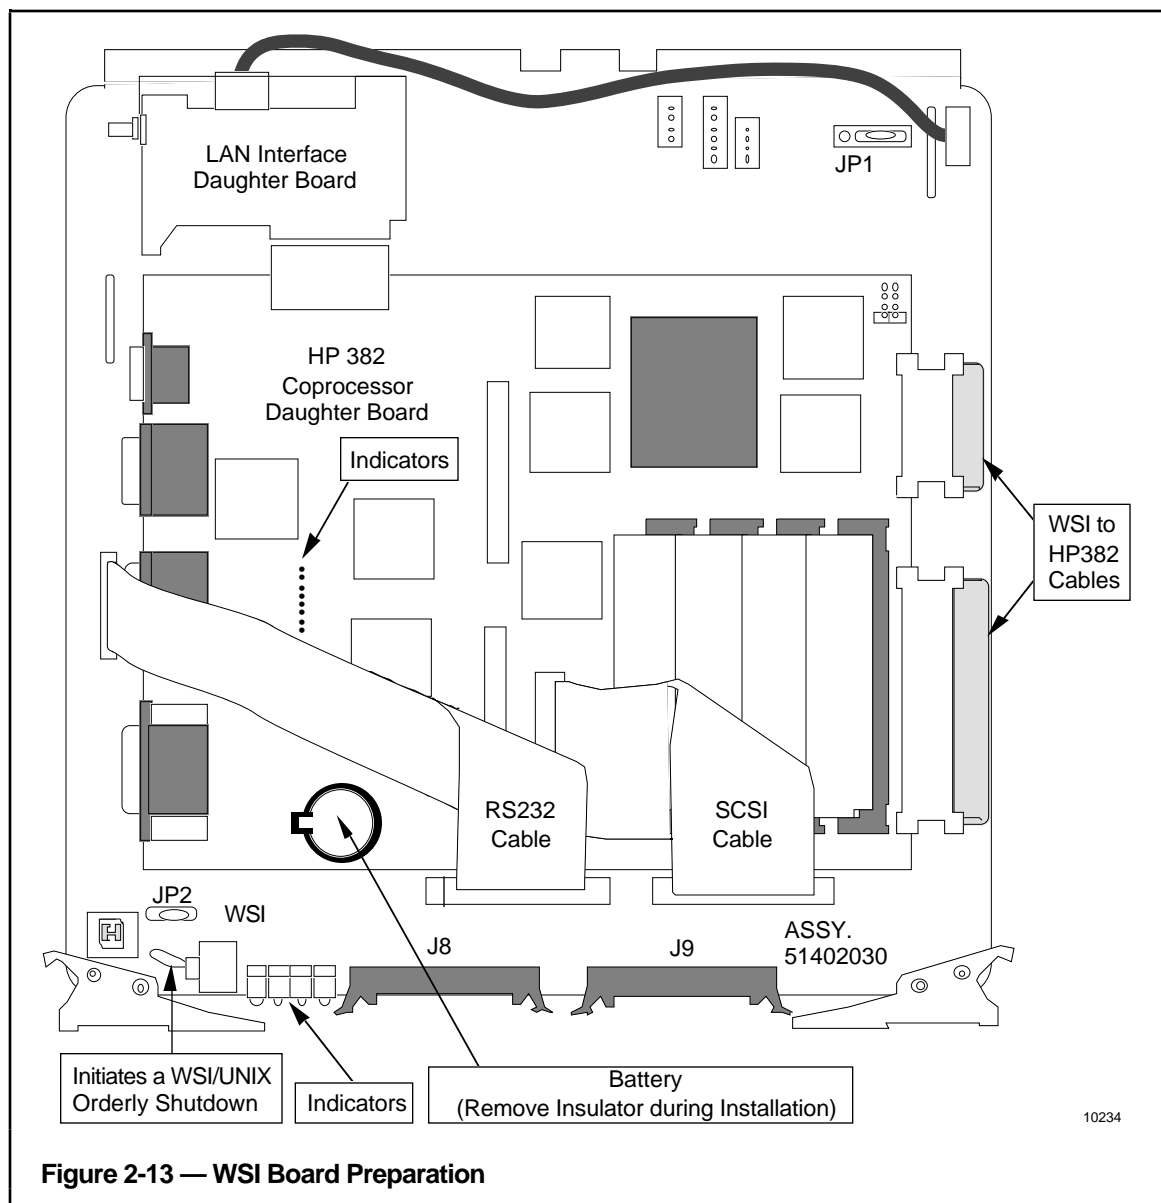 LAN Interface
Daughter Board
JP1
HP 382
Coprocessor
Daughter Board
Indicators
WSI to
HP382
Cables
RS232
Cable
SCSI
Cable
JP2
WSI
H
J8
J9
ASSY.
51402030
Initiates a WSI/UNIX
Orderly Shutdown
Indicators
Battery
(Remove Insulator during Installation)
10234
Figure 2-13 — WSI Board Preparation